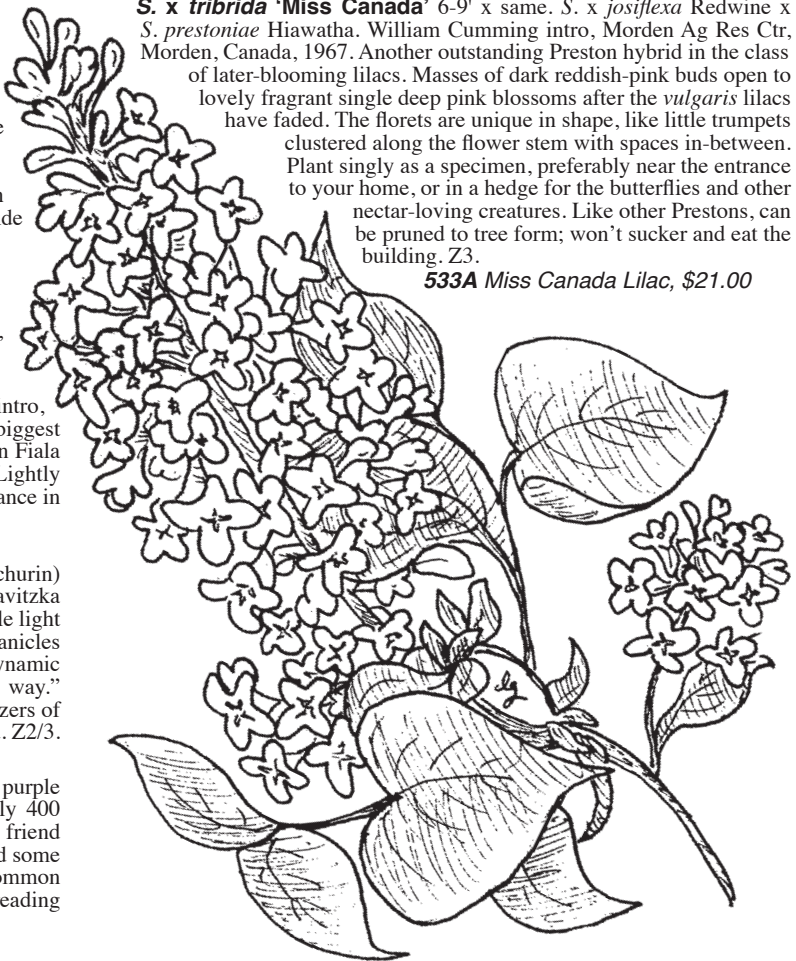 S. x tribrida 'Miss Canada' 6-9' x same. S. x josiflexa Redwine x
S. prestoniae Hiawatha. William Cumming intro, Morden Ag Res Ctr,
Morden, Canada, 1967. Another outstanding Preston hybrid in the class
of later-blooming lilacs. Masses of dark reddish-pink buds open to
lovely fragrant single deep pink blossoms after the vulgaris lilacs
have faded. The florets are unique in shape, like little trumpets
clustered along the flower stem with spaces in-between.
Plant singly as a specimen, preferably near the entrance
to your home, or in a hedge for the butterflies and other
nectar-loving creatures. Like other Prestons, can
be pruned to tree form; won't sucker and eat the
building. Z3.
533A Miss Canada Lilac, $21.00
intro,
biggest
n Fiala
Lightly
ance in
churin)
avitzka
le light
anicles
ynamic
way."
zers of
. Z2/3.
purple
ly 400
friend
d some
ommon
eading
lg